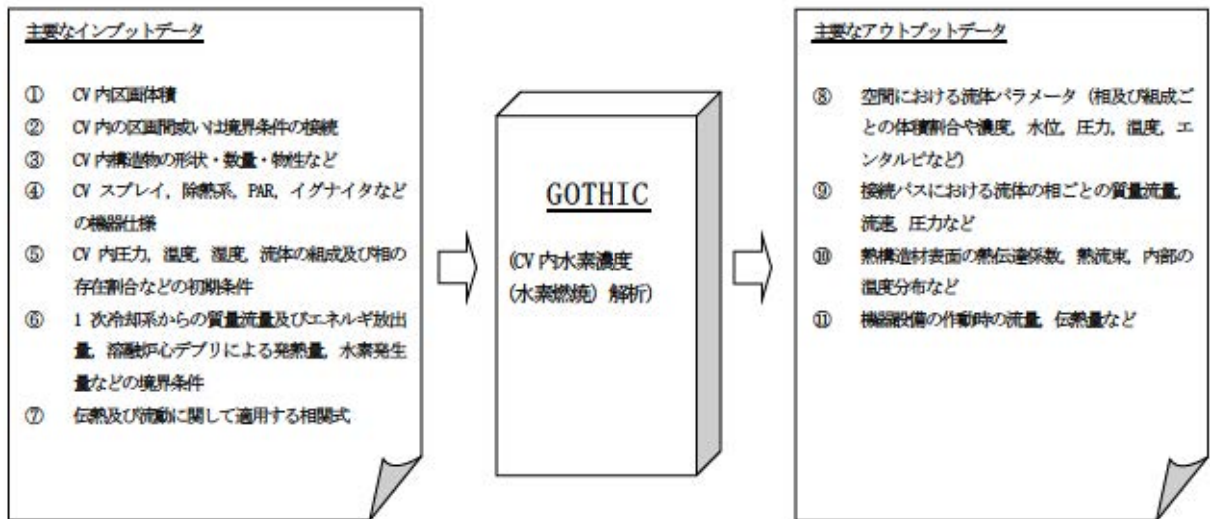 主要なインプットデータ
① CV 内区画体積
② CV 内の区画間或いは境界条件の接続
③ CV 内構造物の形状・数量・物性など
④ CV スプレイ，除熱系，PAR，イグナイタなど
の機器仕様
⑤ CV 内圧力，温度，湿度，流体の組成及び相の
存在割合などの初期条件
⑥ 1 次冷却系からの質量流量及びエネルギ放出
量，溶融炉心デブリによる発熱量，水素発生
量などの境界条件
⑦ 伝熱及び流動に関して適用する相関式
GOTHIC
(CV 内水素濃度
（水素燃焼）解析)
主要なアウトプットデータ
⑧ 空間における流体パラメータ（相及び組成ご
との体積割合や濃度，水位，圧力，温度，エ
ンタルピなど）
⑨ 接続パスにおける流体の相ごとの質量流量，
流速，圧力など
⑩ 熱構造材表面の熱伝達係数，熱流束，内部の
温度分布など
⑪ 機器設備の作動時の流量，伝熱量など